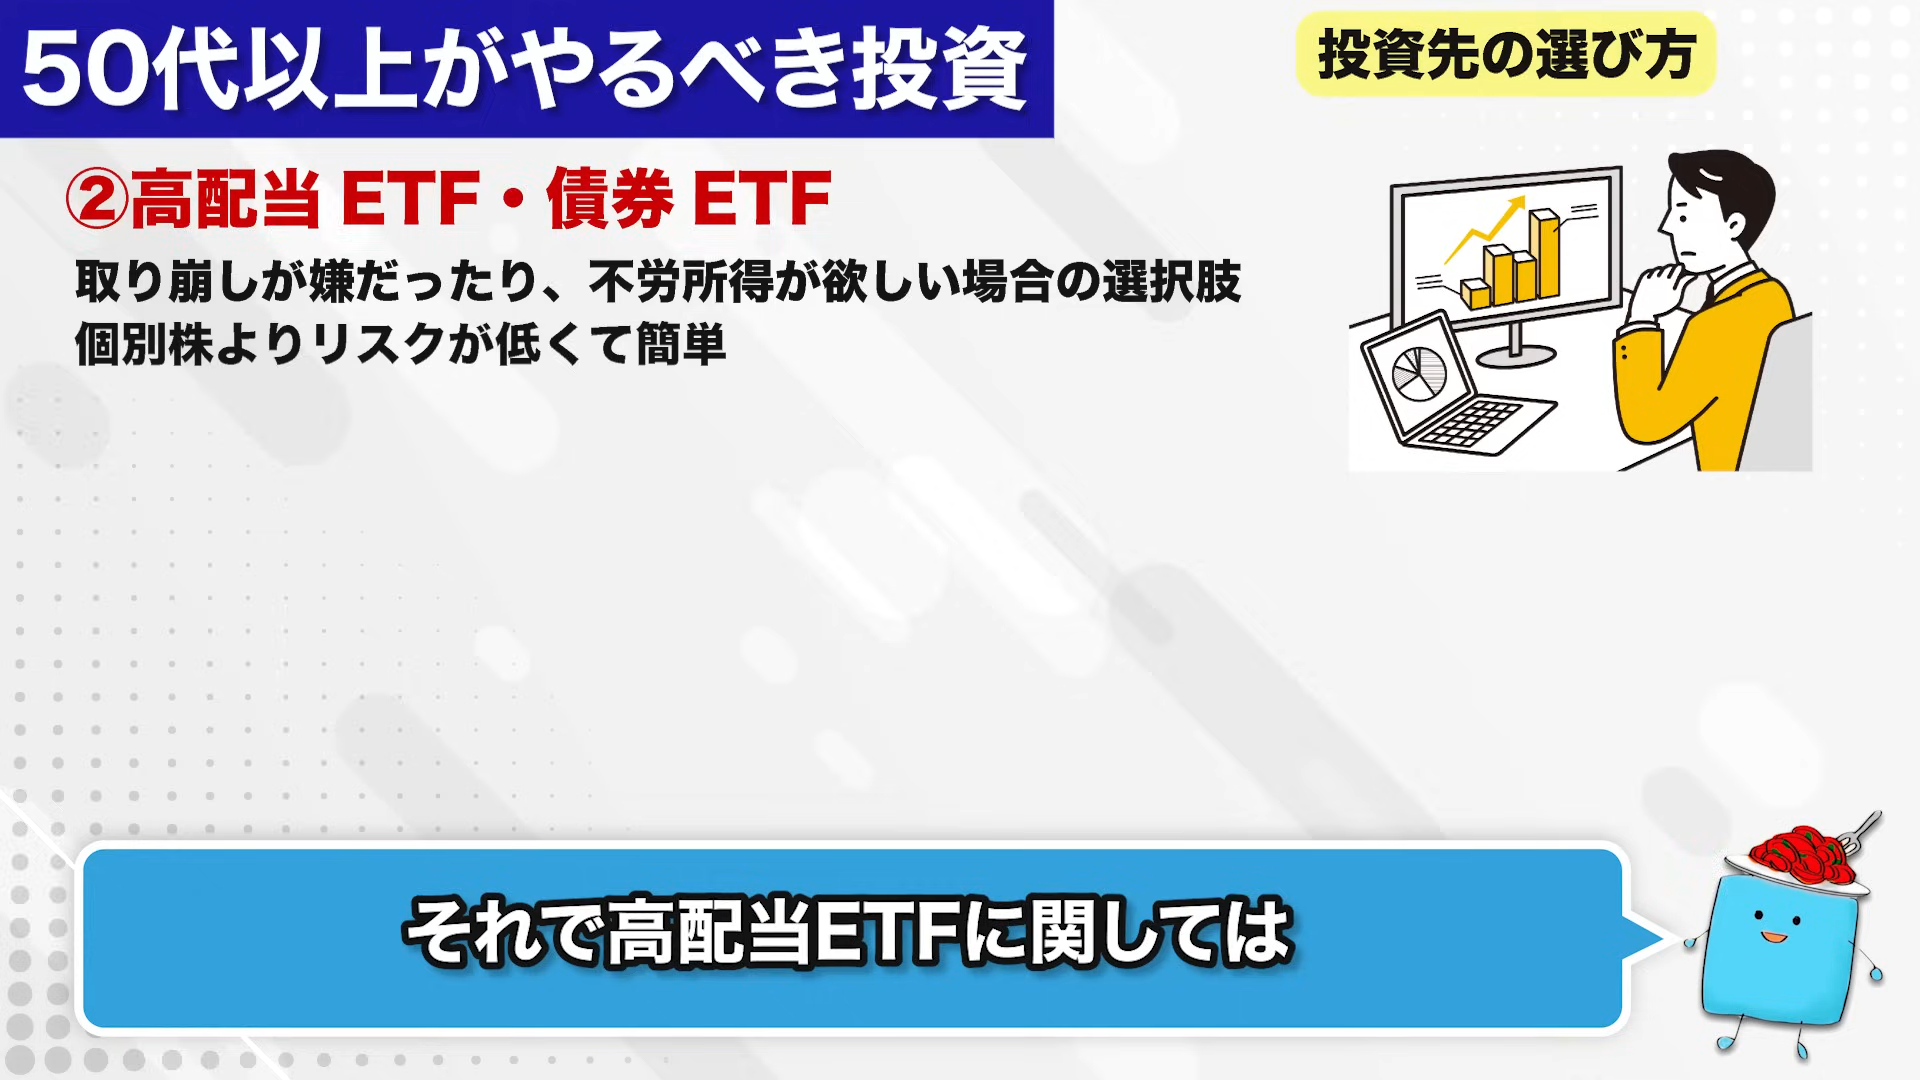 50代以上がやるべき投資
投資先の選び方
②高配当 ETF・債券 ETF
取り崩しが嫌だったり、不労所得が欲しい場合の選択肢
個別株よりリスクが低くて簡単
それで高配当ETFに関しては